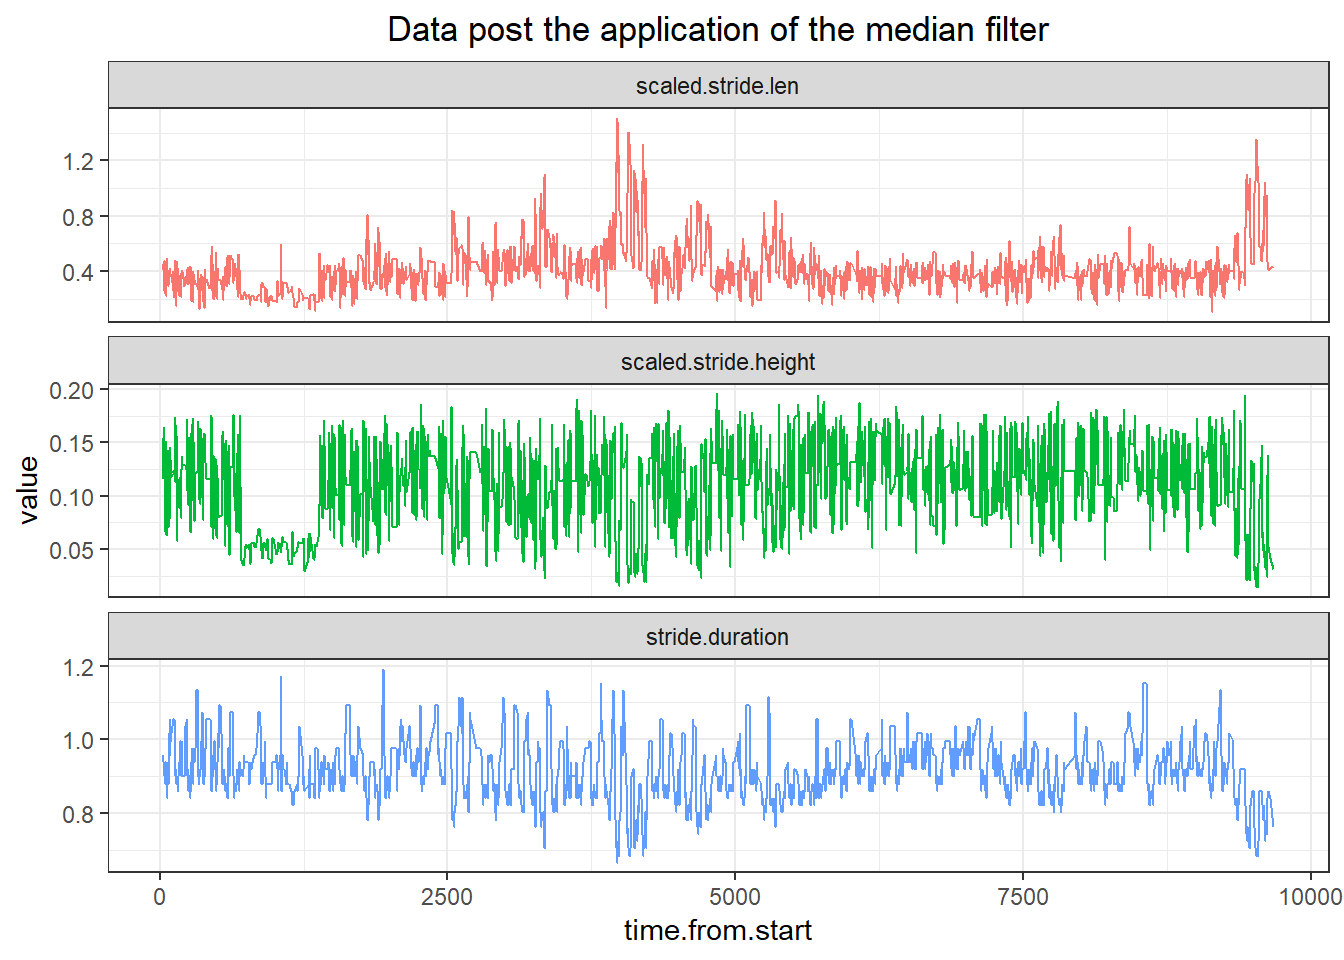 Data post the application of the median filter
scaled.stride.len
1.2
0.8
0.4
scaled.stride.height
0.20
0.15
0.10
0.05
value
stride.duration
1.2
1.0
0.8
0 2500 5000 7500 10000
time.from.start